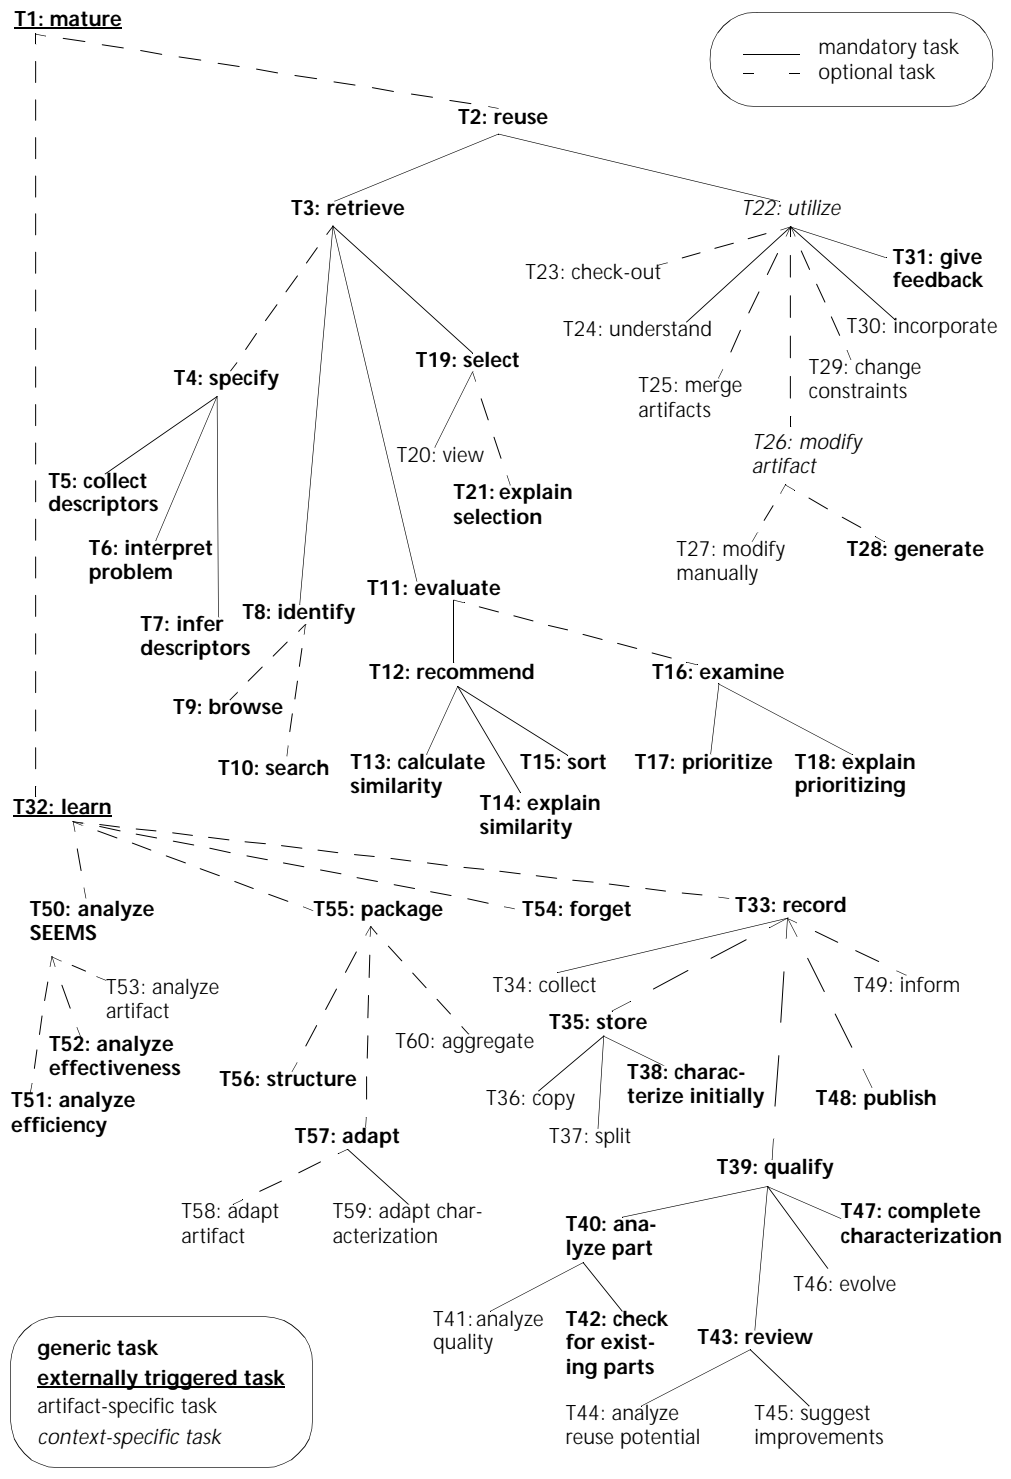 T1: mature
mandatory task
optional task
T2: reuse
T3: retrieve
T22: utilize
T31: give
feedback
T23: check-out
T24: understand
T30: incorporate
T19: select
T29: change
constraints
T4: specify
T25: merge
artifacts
T20: view
T26: modify
artifact
T5: collect
descriptors
T21: explain
selection
T6: interpret
problem
T27: modify
manually
T28: generate
T11: evaluate
T8: identify
T7: infer
descriptors
T12: recommend
T16: examine
T9: browse
T10: search
T13: calculate
similarity
T15: sort
T17: prioritize
T18: explain
prioritizing
T14: explain
similarity
T32: learn
T50: analyze
SEEMS
T55: package
T54: forget
T33: record
T53: analyze
artifact
T34: collect
T49: inform
T35: store
T52: analyze
effectiveness
T60: aggregate
T56: structure
T38: charac-
terize initially
T51: analyze
efficiency
T36: copy
T48: publish
T57: adapt
T37: split
T39: qualify
T58: adapt
artifact
T59: adapt char-
acterization
T40: ana-
lyze part
T47: complete
characterization
T46: evolve
T41: analyze
quality
T42: check
for exist-
ing parts
T43: review
generic task
externally triggered task
artifact-specific task
context-specific task
T44: analyze
reuse potential
T45: suggest
improvements